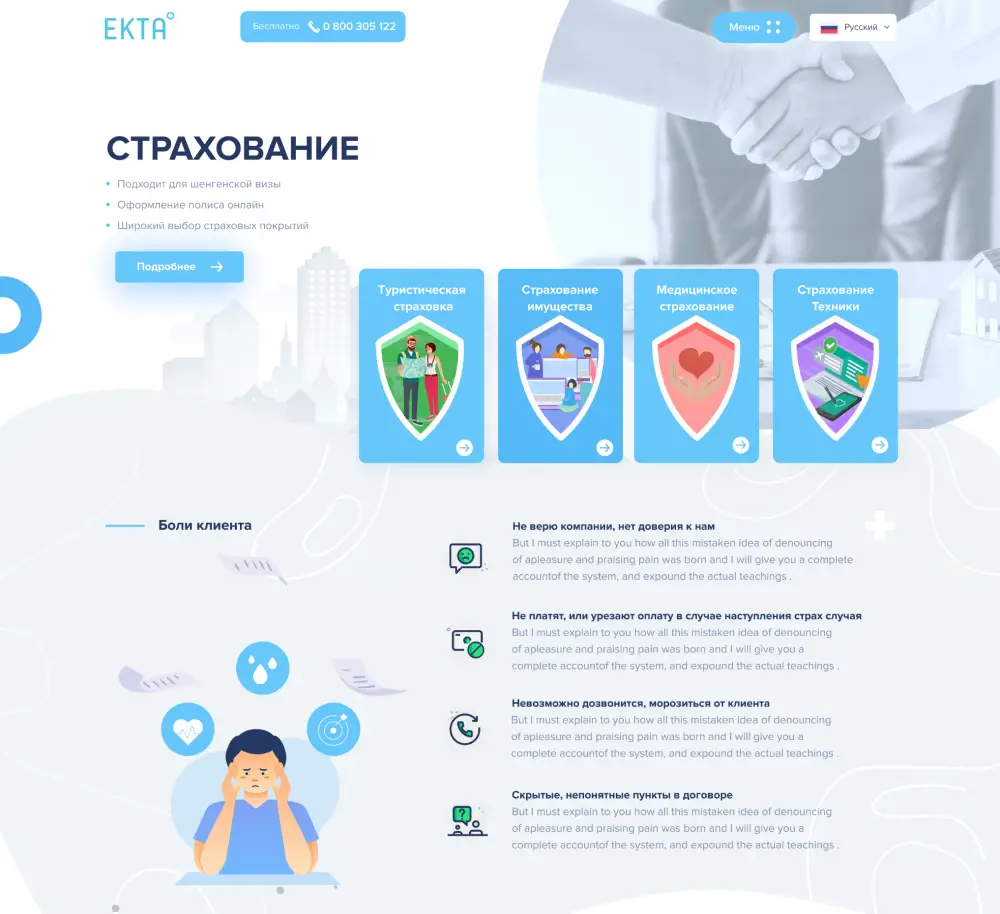 EKTA
Бесплатно 0 800 305 122
Меню
Русский
СТРАХОВАНИЕ
Подходит для шенгенской визы
Оформление полиса онлайн
Широкий выбор страховых покрытий
Подробнее
Туристическая
страховка
Страхование
имущества
Медицинское
страхование
Страхование
Техники
Боли клиента
Не верю компании, нет доверия к нам
But I must explain to you how all this mistaken idea of denouncing
of apleasure and praising pain was born and I will give you a complete
accountof the system, and expound the actual teachings .
Не платят, или урезают оплату в случае наступления страх случая
But I must explain to you how all this mistaken idea of denouncing
of apleasure and praising pain was born and I will give you a
complete accountof the system, and expound the actual teachings .
Невозможно дозвонится, морозиться от клиента
But I must explain to you how all this mistaken idea of denouncing
of apleasure and praising pain was born and I will give you a
complete accountof the system, and expound the actual teachings .
Скрытые, непонятные пункты в договоре
But I must explain to you how all this mistaken idea of denouncing
of apleasure and praising pain was born and I will give you a
complete accountof the system, and expound the actual teachings .